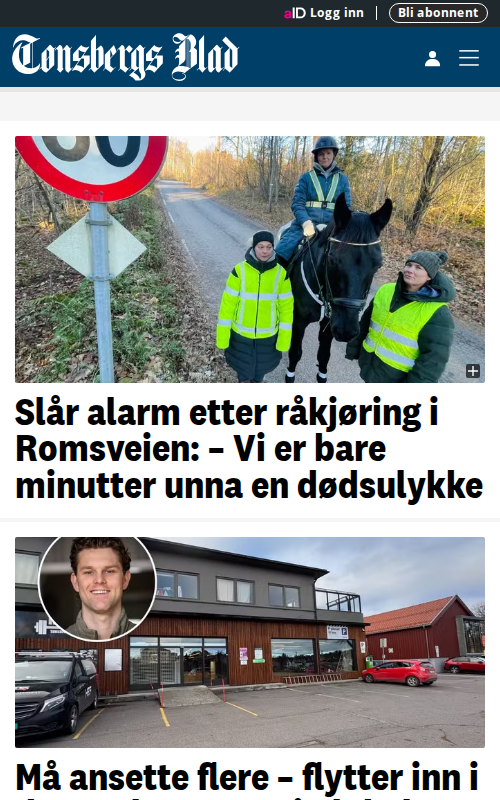 aID Logg inn
Bli abonnent
Tønsbergs Blad
Slår alarm etter råkjøring i
Romsveien: – Vi er bare
minutter unna en dødsulykke
Må ansette flere – flytter inn i